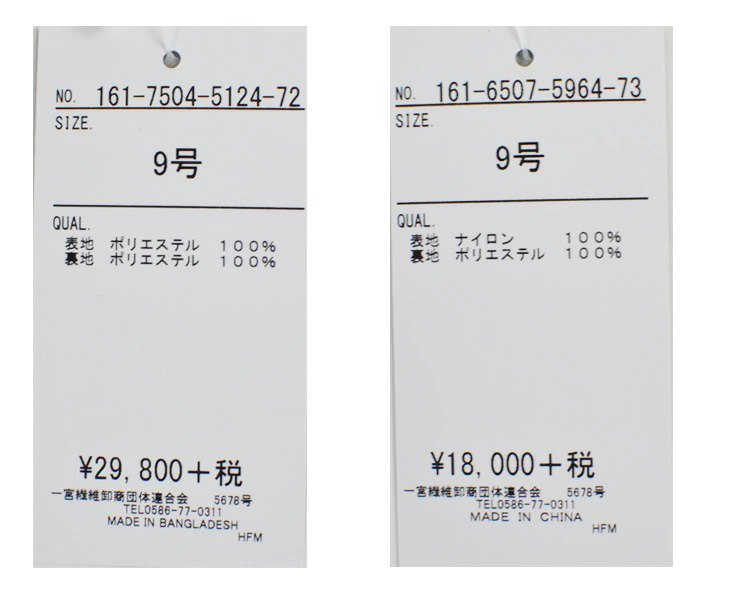 NO. 161-7504-5124-72
SIZE.
9号
QUAL.
表地 ポリエステル 100%
裏地 ポリエステル 100%
¥29,800+税
一宮繊維卸商団体連合会 5678号
TEL0586-77-0311
MADE IN BANGLADESH
HFM
NO. 161-6507-5964-73
SIZE.
9号
QUAL.
表地 ナイロン 100%
裏地 ポリエステル 100%
¥18,000+税
一宮繊維卸商団体連合会 5678号
TEL0586-77-0311
MADE IN CHINA
HFM